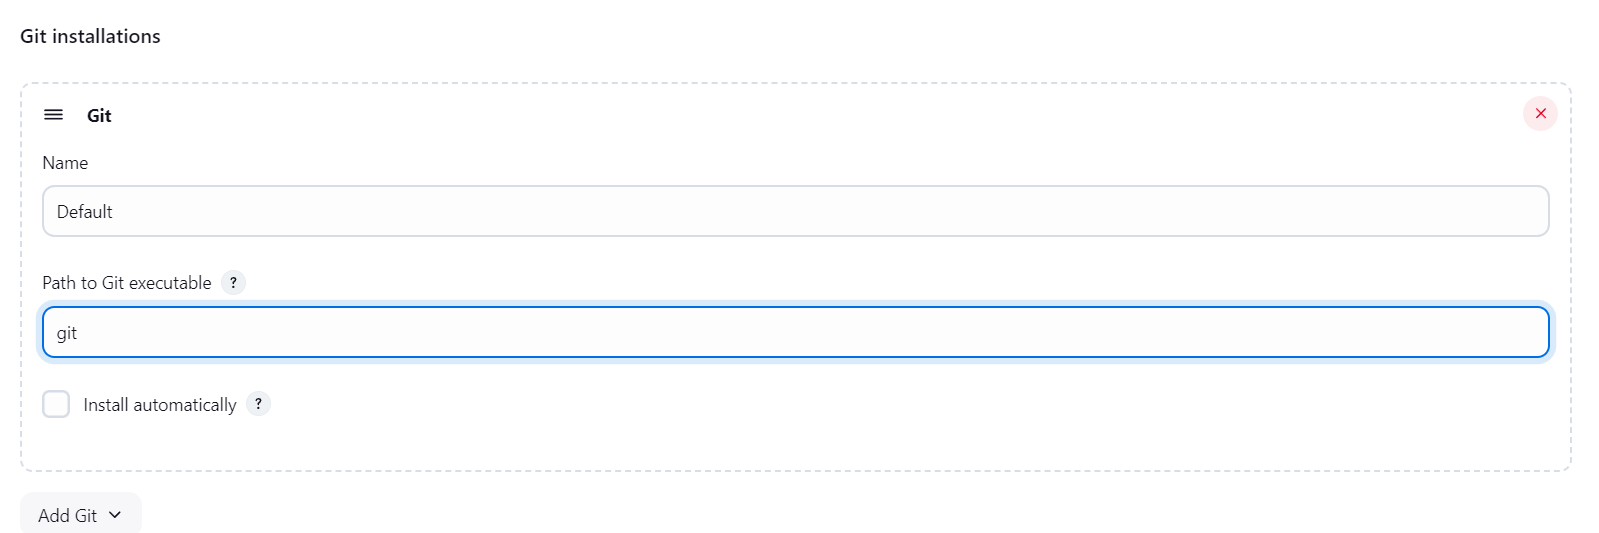 Git installations
Git
Name
Default
Path to Git executable ?
git
Install automatically ?
Add Git